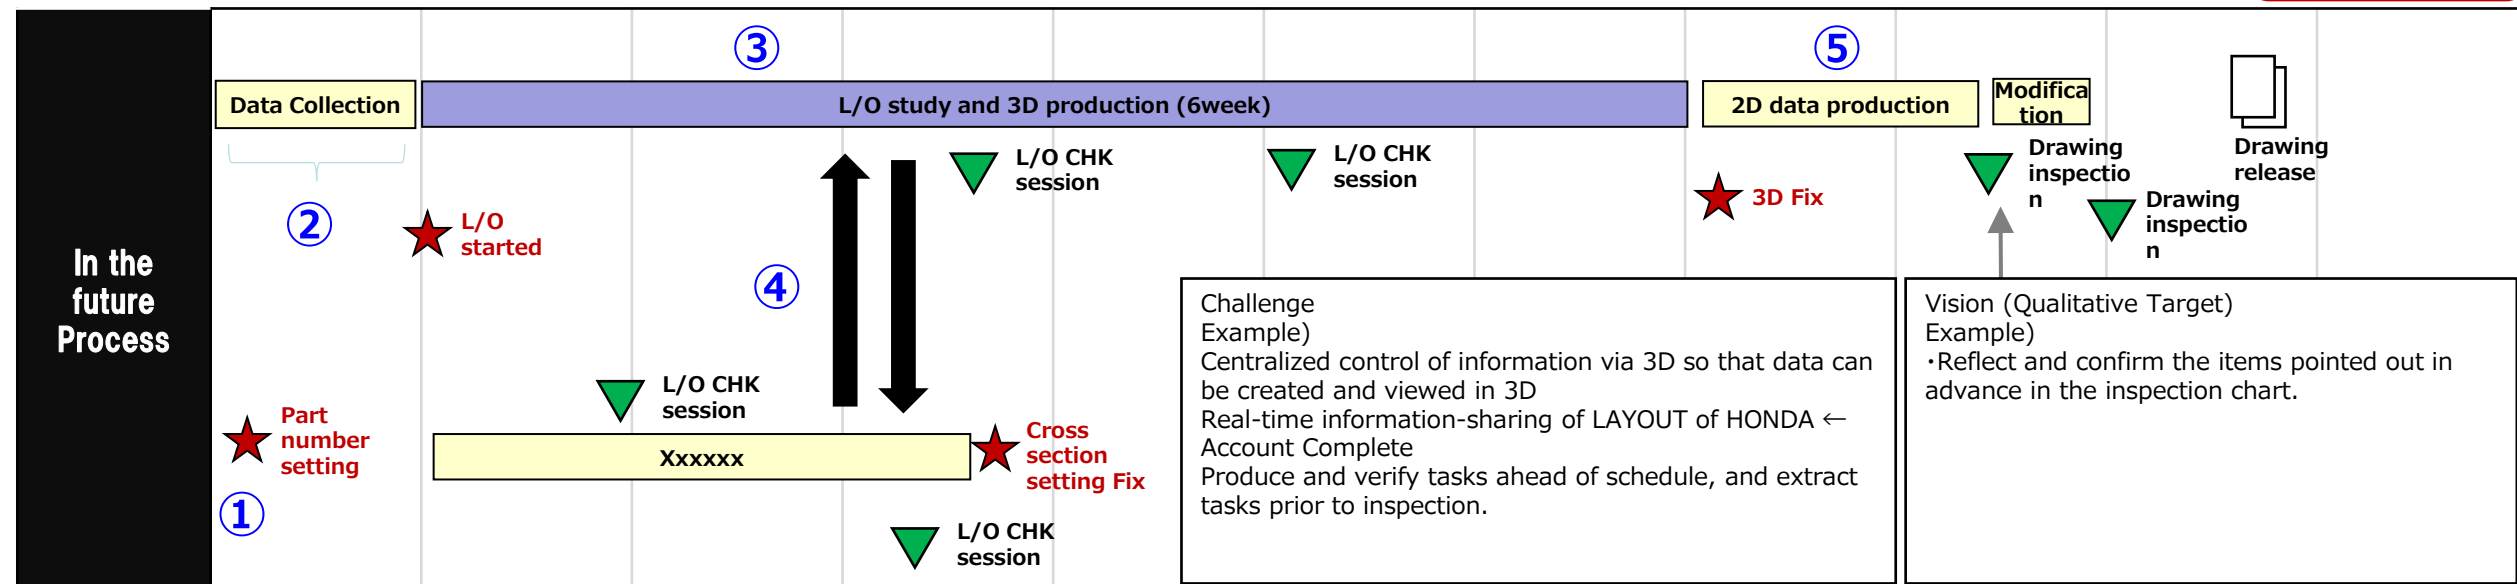 In the
future
Process
③
⑤
Data Collection
L/O study and 3D production (6week)
2D data production
Modifica
tion
②
L/O
started
L/O CHK
session
L/O CHK
session
3D Fix
Drawing
inspectio
n
Drawing
inspectio
n
Drawing
release
④
L/O CHK
session
Part
number
setting
①
Xxxxxx
Cross
section
setting Fix
L/O CHK
session
Challenge
Example)
Centralized control of information via 3D so that data can
be created and viewed in 3D
Real-time information-sharing of LAYOUT of HONDA ←
Account Complete
Produce and verify tasks ahead of schedule, and extract
tasks prior to inspection.
Vision (Qualitative Target)
Example)
・Reflect and confirm the items pointed out in
advance in the inspection chart.